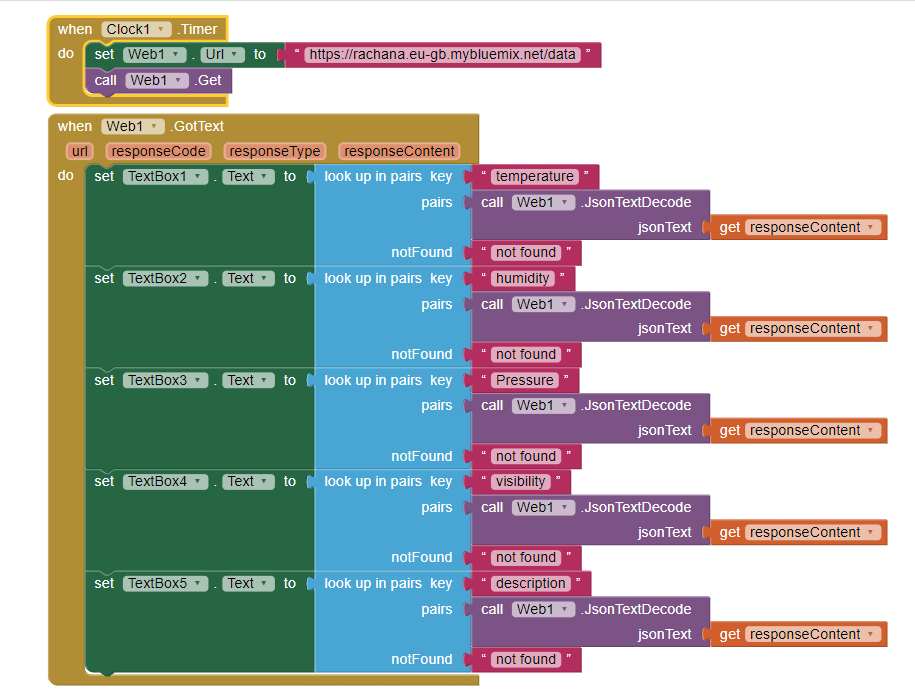 when Clock1 .Timer
do set Web1 . Url to “ https://rachana.eu-gb.mybluemix.net/data ”
call Web1 .Get
when Web1 .GotText
url responseCode responseType responseContent
do set TextBox1 . Text to look up in pairs key “ temperature ”
pairs call Web1 .JsonTextDecode
jsonText get responseContent
notFound “ not found ”
set TextBox2 . Text to look up in pairs key “ humidity ”
pairs call Web1 .JsonTextDecode
jsonText get responseContent
notFound “ not found ”
set TextBox3 . Text to look up in pairs key “ Pressure ”
pairs call Web1 .JsonTextDecode
jsonText get responseContent
notFound “ not found ”
set TextBox4 . Text to look up in pairs key “ visibility ”
pairs call Web1 .JsonTextDecode
jsonText get responseContent
notFound “ not found ”
set TextBox5 . Text to look up in pairs key “ description ”
pairs call Web1 .JsonTextDecode
jsonText get responseContent
notFound “ not found ”